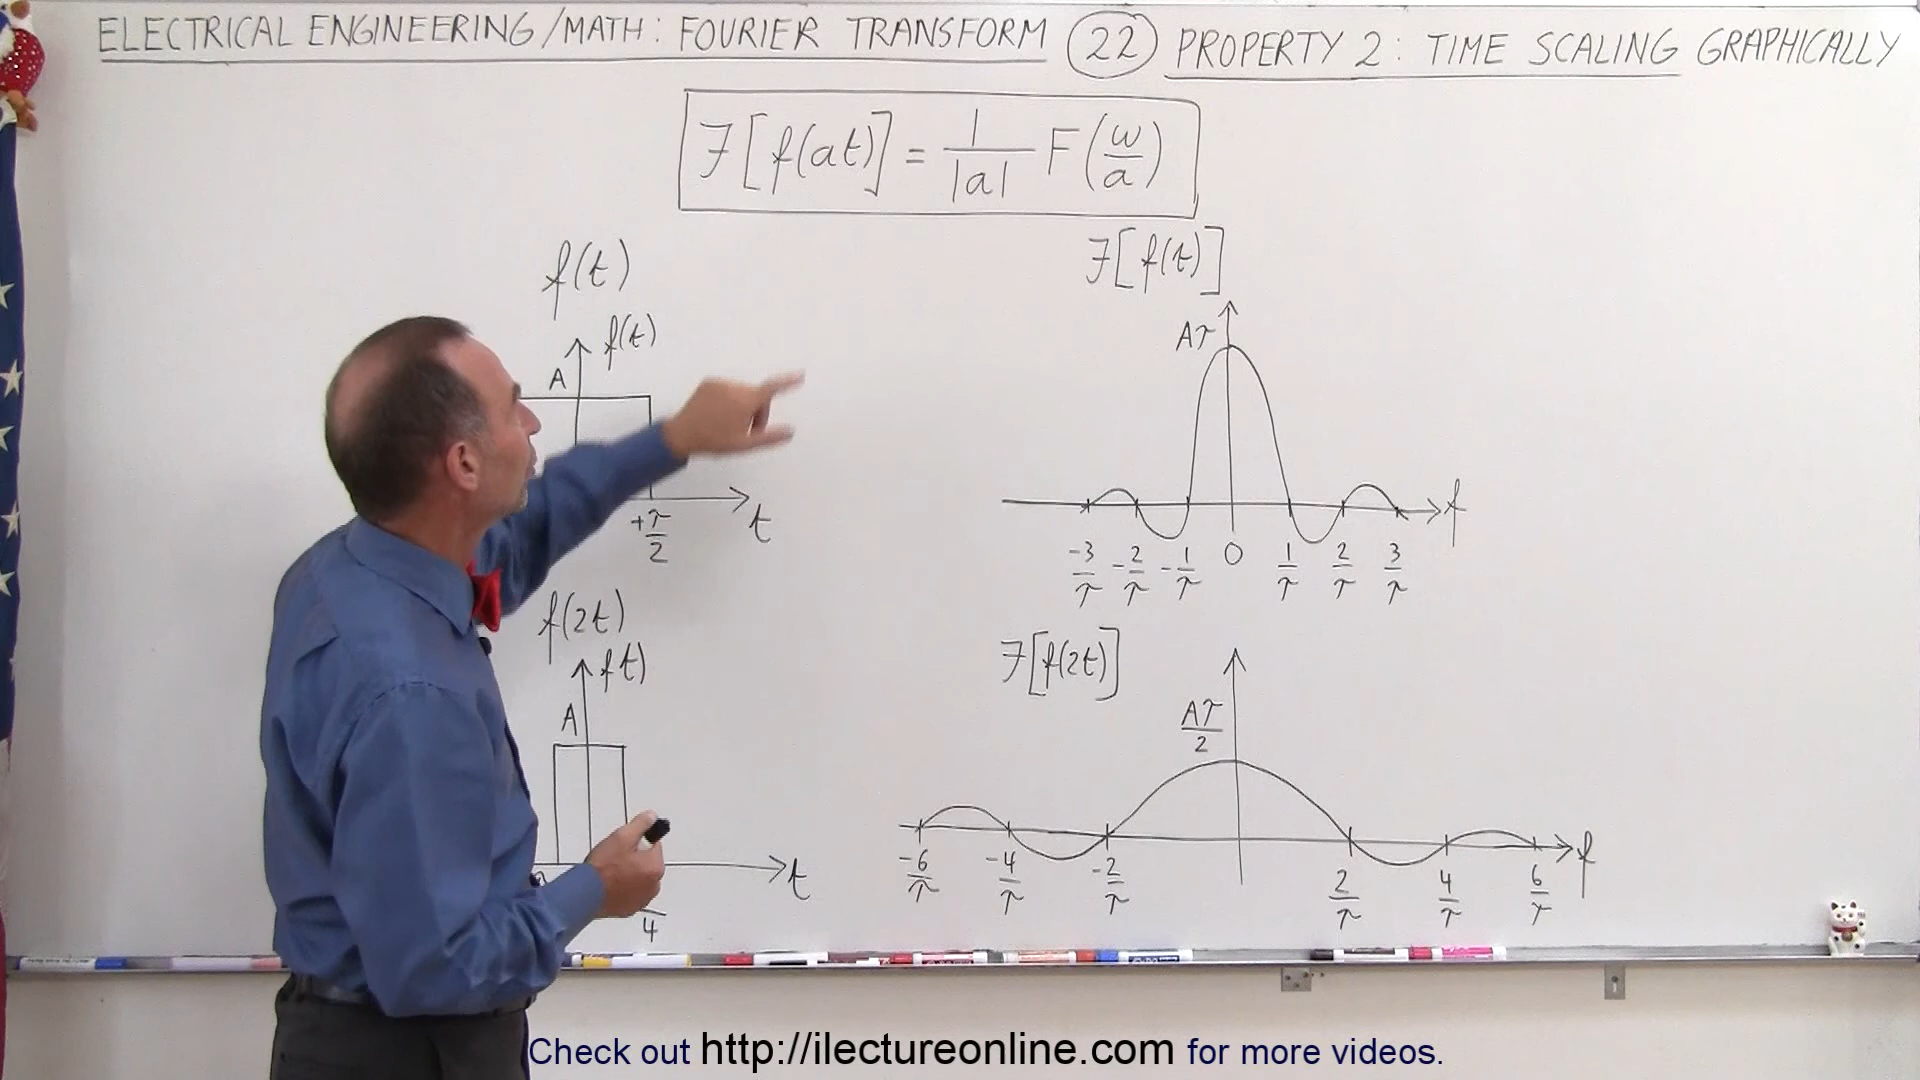 ELECTRICAL ENGINEERING/MATH: FOURIER TRANSFORM 22 PROPERTY 2: TIME SCALING GRAPHICALLY
ℱ[f(at)] = 1/|a| F(ω/a)
f(t)
f(t)
A
+τ/2
t
ℱ[f(t)]
Aτ
f
-3/τ -2/τ -1/τ 0 1/τ 2/τ 3/τ
f(2t)
f(t)
A
t
4
ℱ[f(2t)]
Aτ/2
f
-6/τ -4/τ -2/τ 2/τ 4/τ 6/τ
Check out http://ilectureonline.com for more videos.